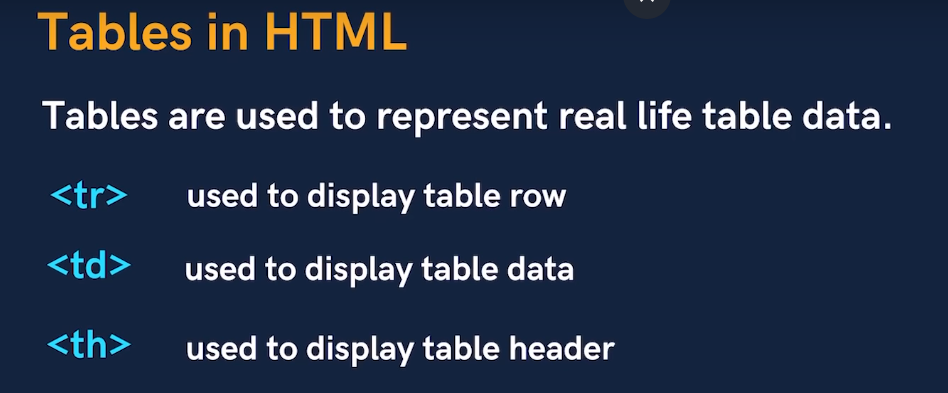 Tables in HTML
Tables are used to represent real life table data.
<tr> used to display table row
<td> used to display table data
<th> used to display table header